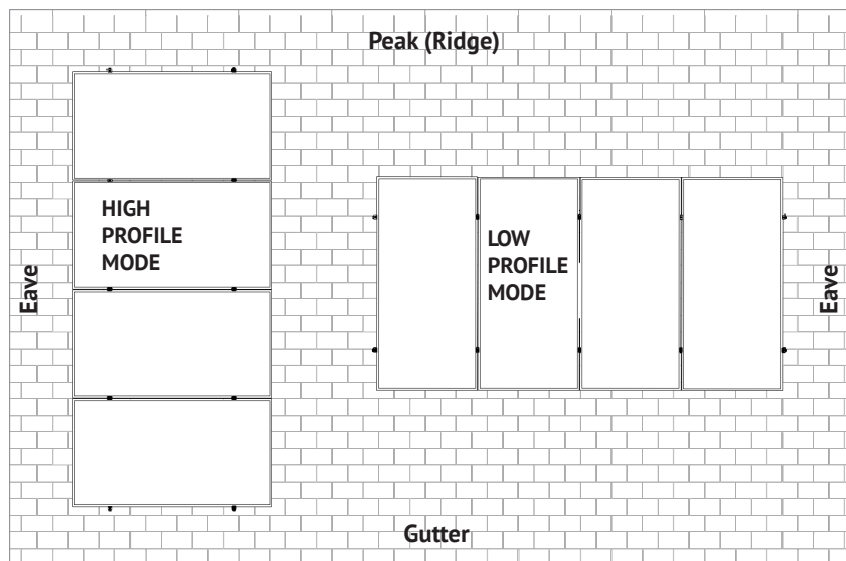 Peak (Ridge)
HIGH
PROFILE
MODE
LOW
PROFILE
MODE
Eave
Eave
Gutter